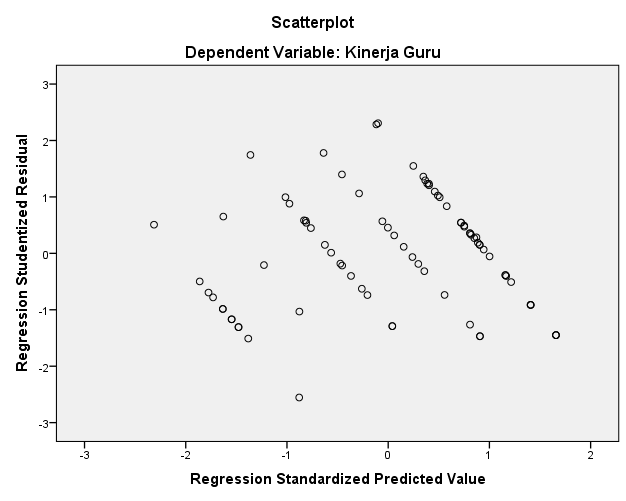 Scatterplot
Dependent Variable: Kinerja Guru
Regression Studentized Residual
3
2
1
0
-1
-2
-3
-3 -2 -1 0 1 2
Regression Standardized Predicted Value